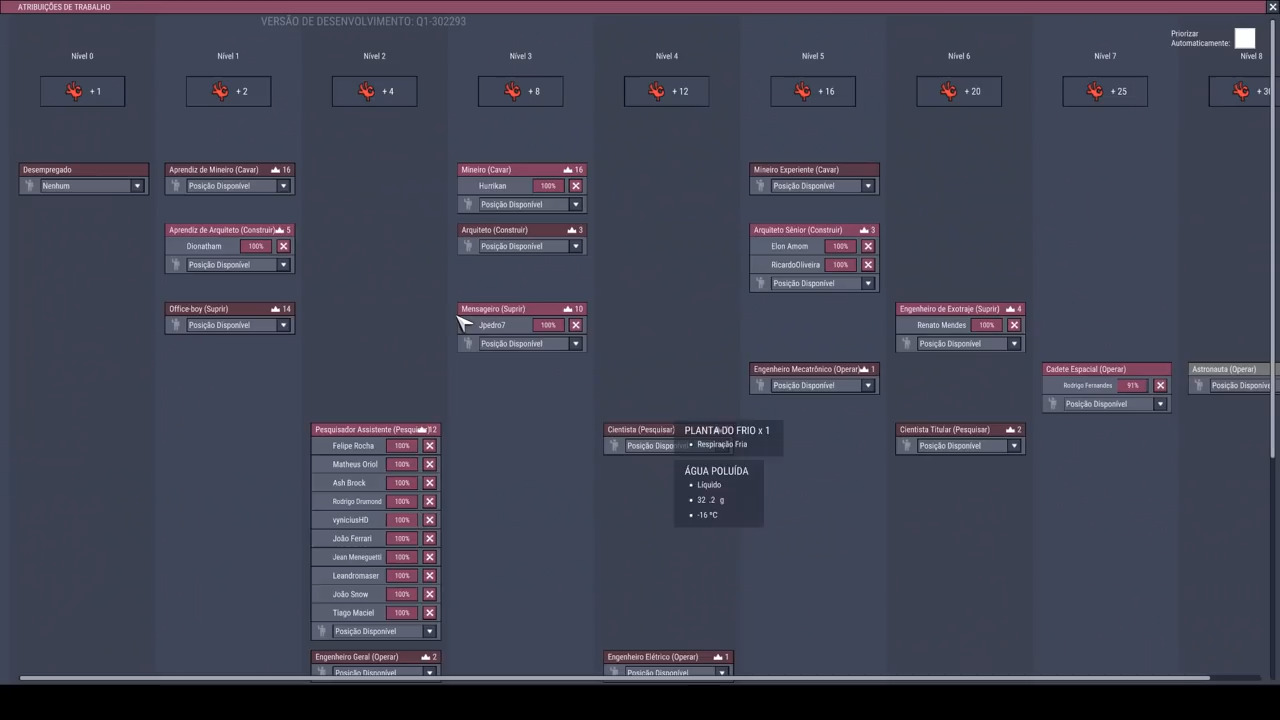 ATRIBUIÇÕES DE TRABALHO
VERSÃO DE DESENVOLVIMENTO: Q1-302293
Priorizar
Automaticamente:
Nível 0
Nível 1
Nível 2
Nível 3
Nível 4
Nível 5
Nível 6
Nível 7
Nível 8
+ 1
+ 2
+ 4
+ 8
+ 12
+ 16
+ 20
+ 25
Desempregado
Nenhum
Aprendiz de Mineiro (Cavar) 16
Posição Disponível
Mineiro (Cavar) 16
Hurrikan 100%
Posição Disponível
Mineiro Experiente (Cavar)
Posição Disponível
Aprendiz de Arquiteto (Construir) 5
Dionatham 100%
Posição Disponível
Arquiteto (Construir) 3
Posição Disponível
Arquiteto Sênior (Construir) 3
Elon Amom 100%
RicardoOliveira 100%
Posição Disponível
Office-boy (Suprir) 14
Posição Disponível
Mensageiro (Suprir) 10
Jpedro7 100%
Posição Disponível
Engenheiro de Exotraje (Suprir) 4
Renato Mendes 100%
Posição Disponível
Engenheiro Mecatrônico (Operar) 1
Posição Disponível
Cadete Espacial (Operar)
Rodrigo Fernandes 91%
Posição Disponível
Astronauta (Operar)
Posição Disponíve
Pesquisador Assistente (Pesquis 12
Felipe Rocha 100%
Matheus Oriol 100%
Ash Brock 100%
Rodrigo Drumond 100%
vyniciusHD 100%
João Ferrari 100%
Jean Meneguetti 100%
Leandromaser 100%
João Snow 100%
Tiago Maciel 100%
Posição Disponível
Cientista (Pesquisar)
Posição
PLANTA DO FRIO x 1
Respiração Fria
ÁGUA POLUÍDA
Líquido
32 .2 g
-16 ºC
Cientista Titular (Pesquisar) 2
Posição Disponível
Engenheiro Geral (Operar) 2
Posição Disponível
Engenheiro Elétrico (Operar) 1
Posição Disponível